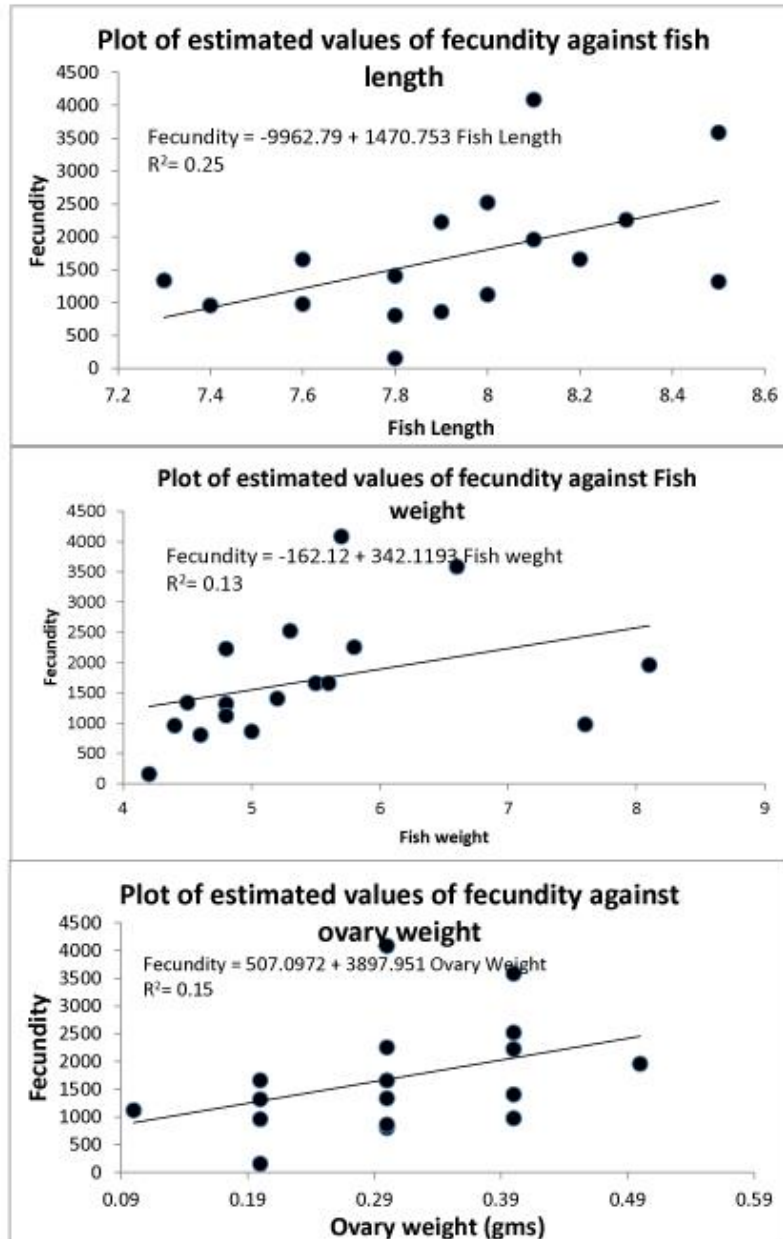 Plot of estimated values of fecundity against fish
length
4500
4000
3500
3000
2500
2000
1500
1000
500
0
Fecundity
Fecundity = -9962.79 + 1470.753 Fish Length
R²= 0.25
7.2 7.4 7.6 7.8 8 8.2 8.4 8.6
Fish Length
Plot of estimated values of fecundity against Fish
weight
4500
4000
3500
3000
2500
2000
1500
1000
500
0
Fecundity
Fecundity = -162.12 + 342.1193 Fish weght
R²= 0.13
4 5 6 7 8 9
Fish weight
Plot of estimated values of fecundity against
ovary weight
4500
4000
3500
3000
2500
2000
1500
1000
500
0
Fecundity
Fecundity = 507.0972 + 3897.951 Ovary Weight
R²= 0.15
0.09 0.19 0.29 0.39 0.49 0.59
Ovary weight (gms)